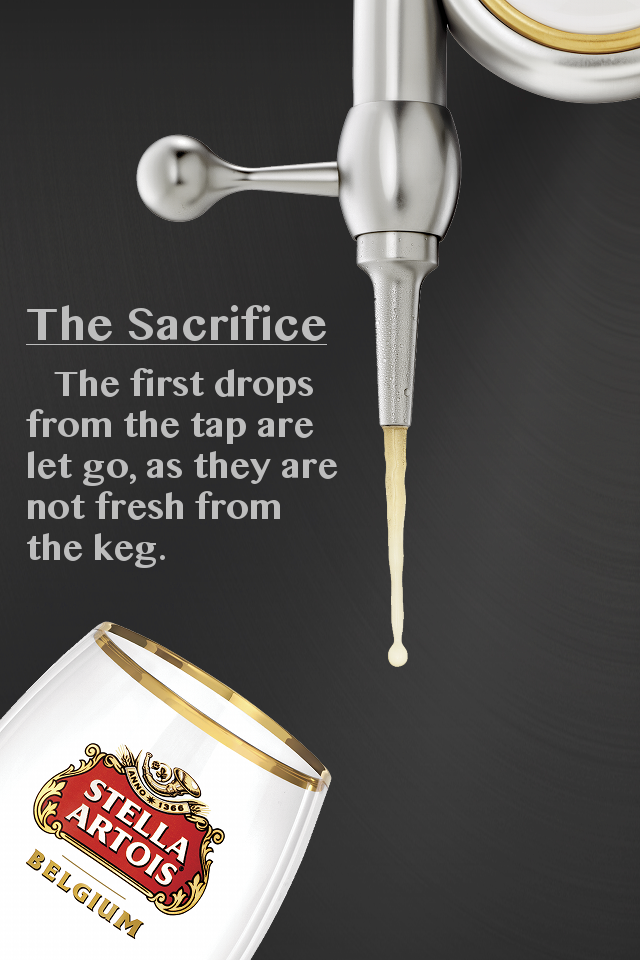 The Sacrifice
The first drops
from the tap are
let go, as they are
not fresh from
the keg.
ANNO ★ 1366
STELLA
ARTOIS
BELGIUM